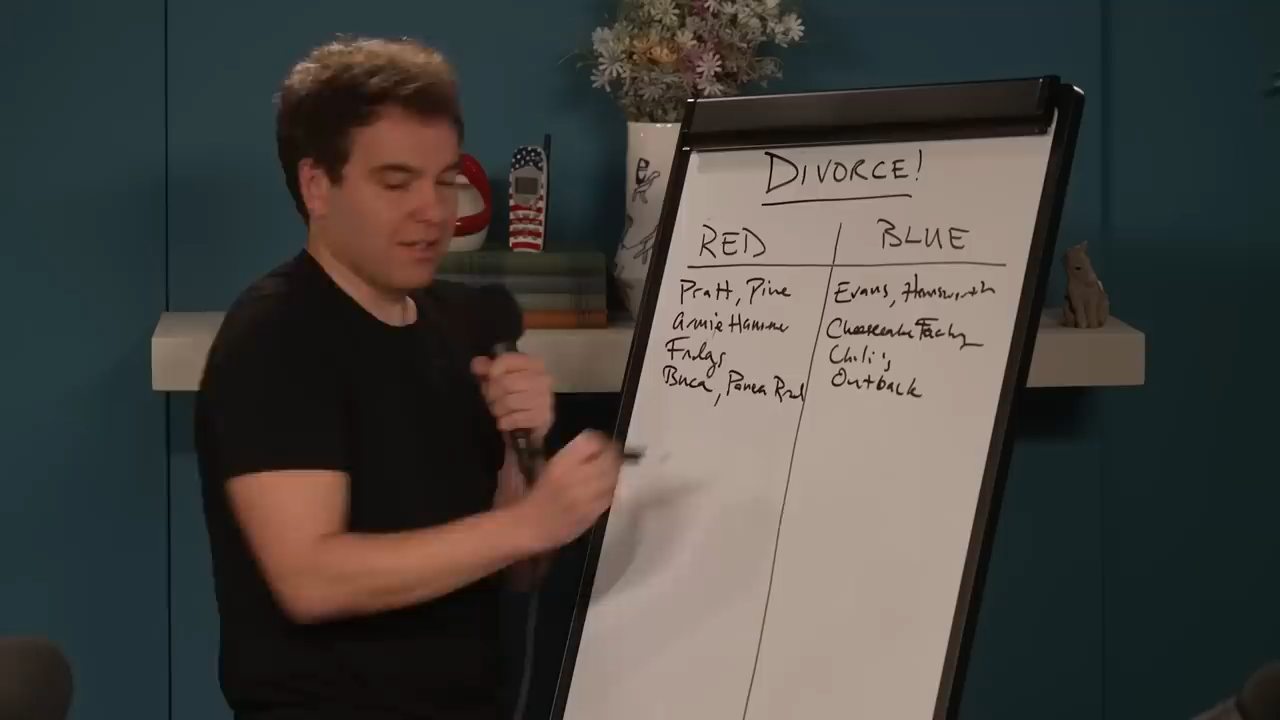 DIVORCE!
RED BLUE
Pratt, Pine Evans, Hemsworth
Armie Hammer Cheesecake Factory
Fridays Chili's
Buca, Panera Bread Outback